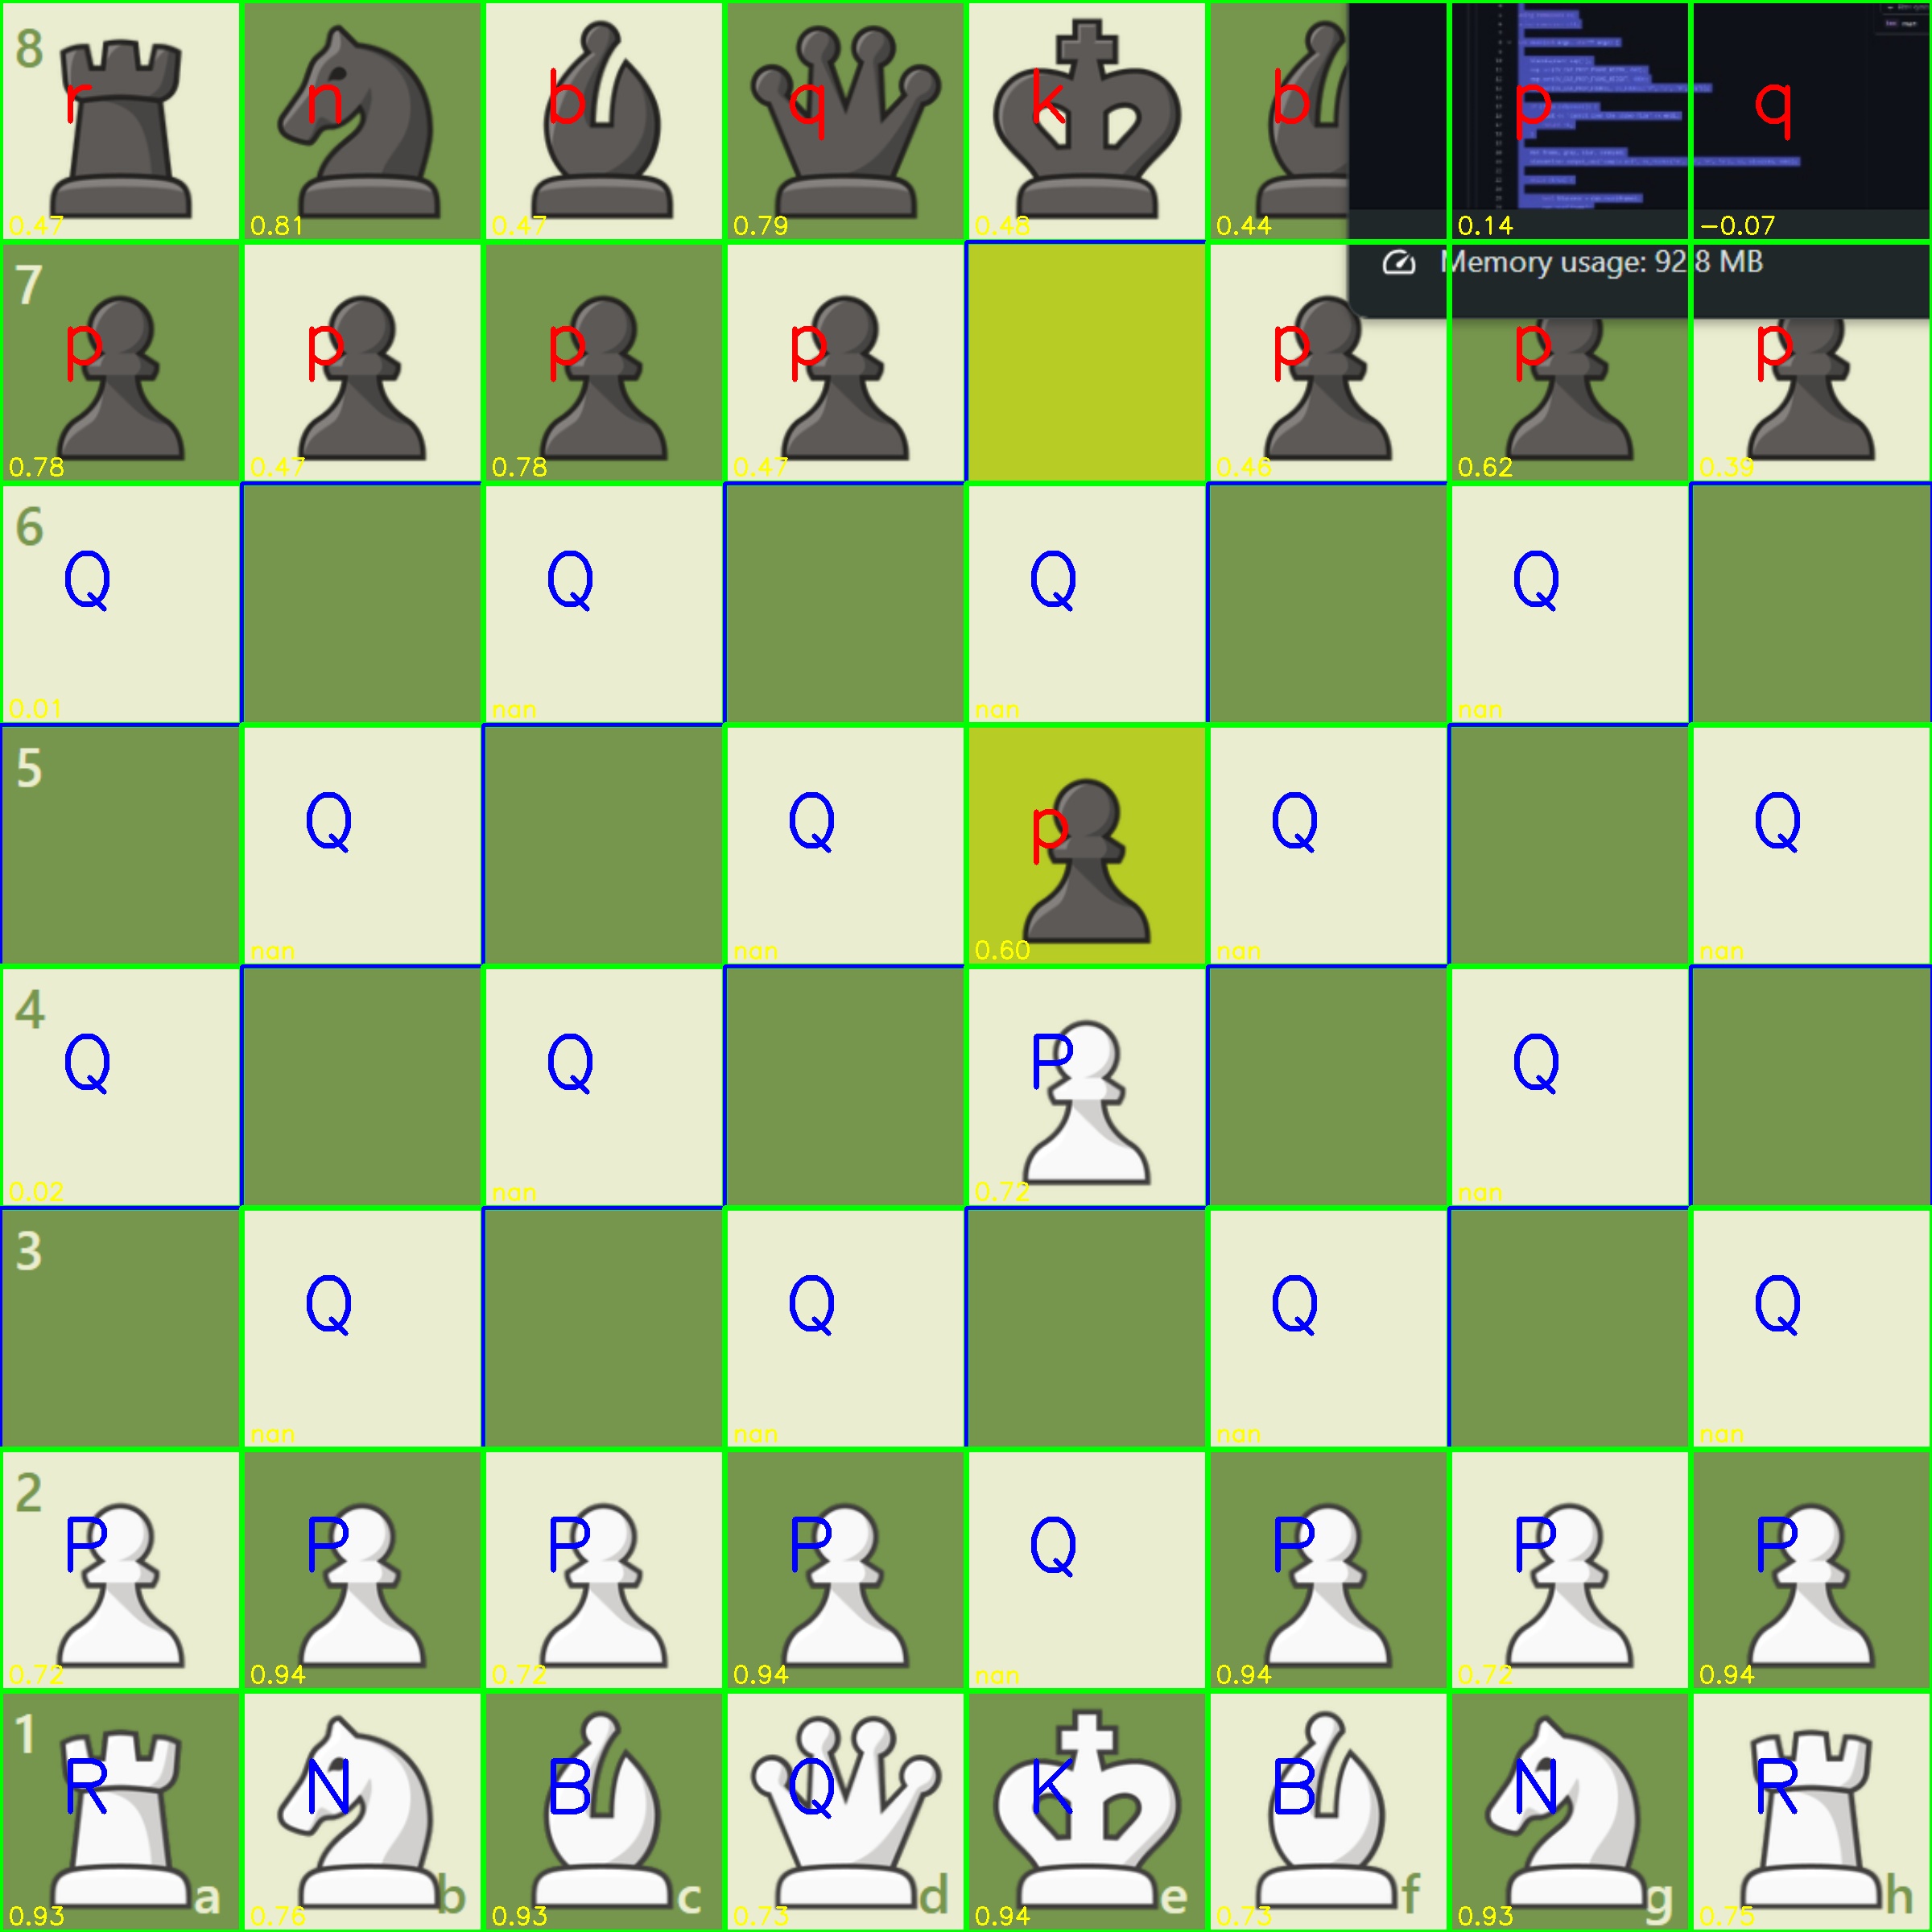 8 r n b q k b p q
0.47 0.81 0.47 0.79 0.48 0.44 0.14 −0.07
Memory usage: 92.8 MB
7 p p p p p p p
0.78 0.47 0.78 0.47 0.46 0.62 0.39
6
Q Q Q Q
0.01 nan nan nan
5
Q Q p Q Q
nan nan 0.60 nan nan
4
Q Q P Q
0.02 nan 0.72 nan
3
Q Q Q Q
nan nan nan nan
2
P P P P Q P P P
0.72 0.94 0.72 0.94 nan 0.94 0.72 0.94
1
R N B Q K B N R
a b c d e f g h
0.93 0.76 0.93 0.73 0.94 0.73 0.93 0.75